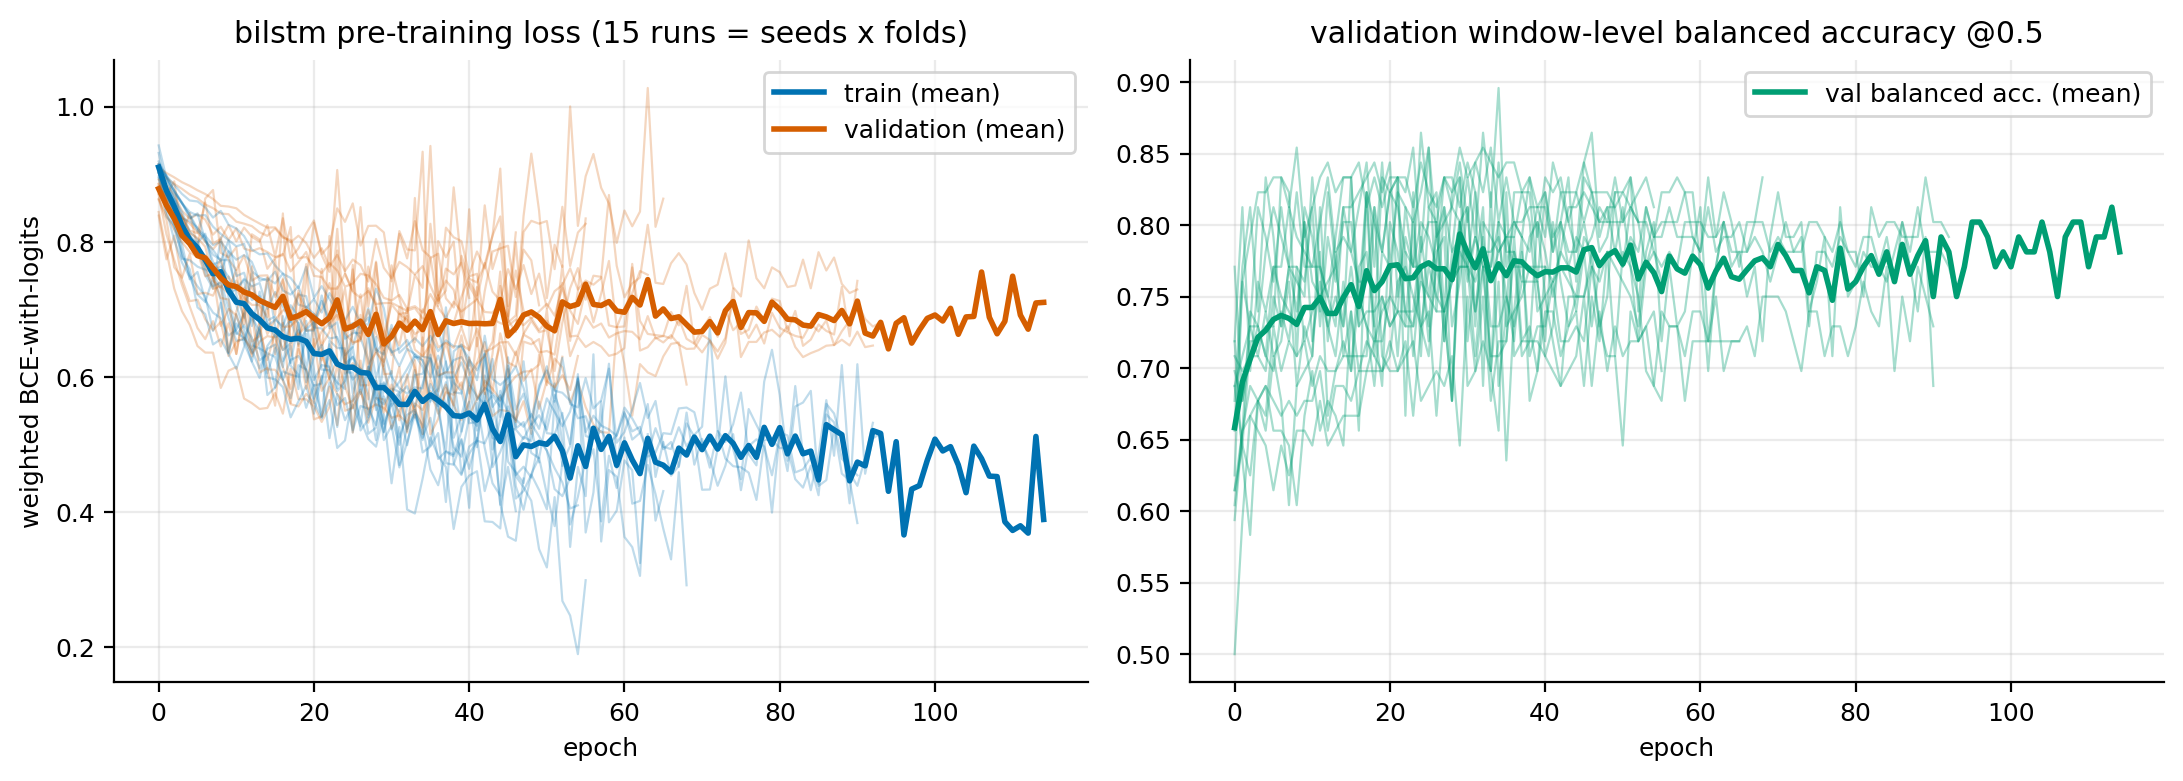 bilstm pre-training loss (15 runs = seeds x folds)
train (mean)
validation (mean)
weighted BCE-with-logits
1.0
0.8
0.6
0.4
0.2
0 20 40 60 80 100
epoch
validation window-level balanced accuracy @0.5
val balanced acc. (mean)
0.90
0.85
0.80
0.75
0.70
0.65
0.60
0.55
0.50
0 20 40 60 80 100
epoch